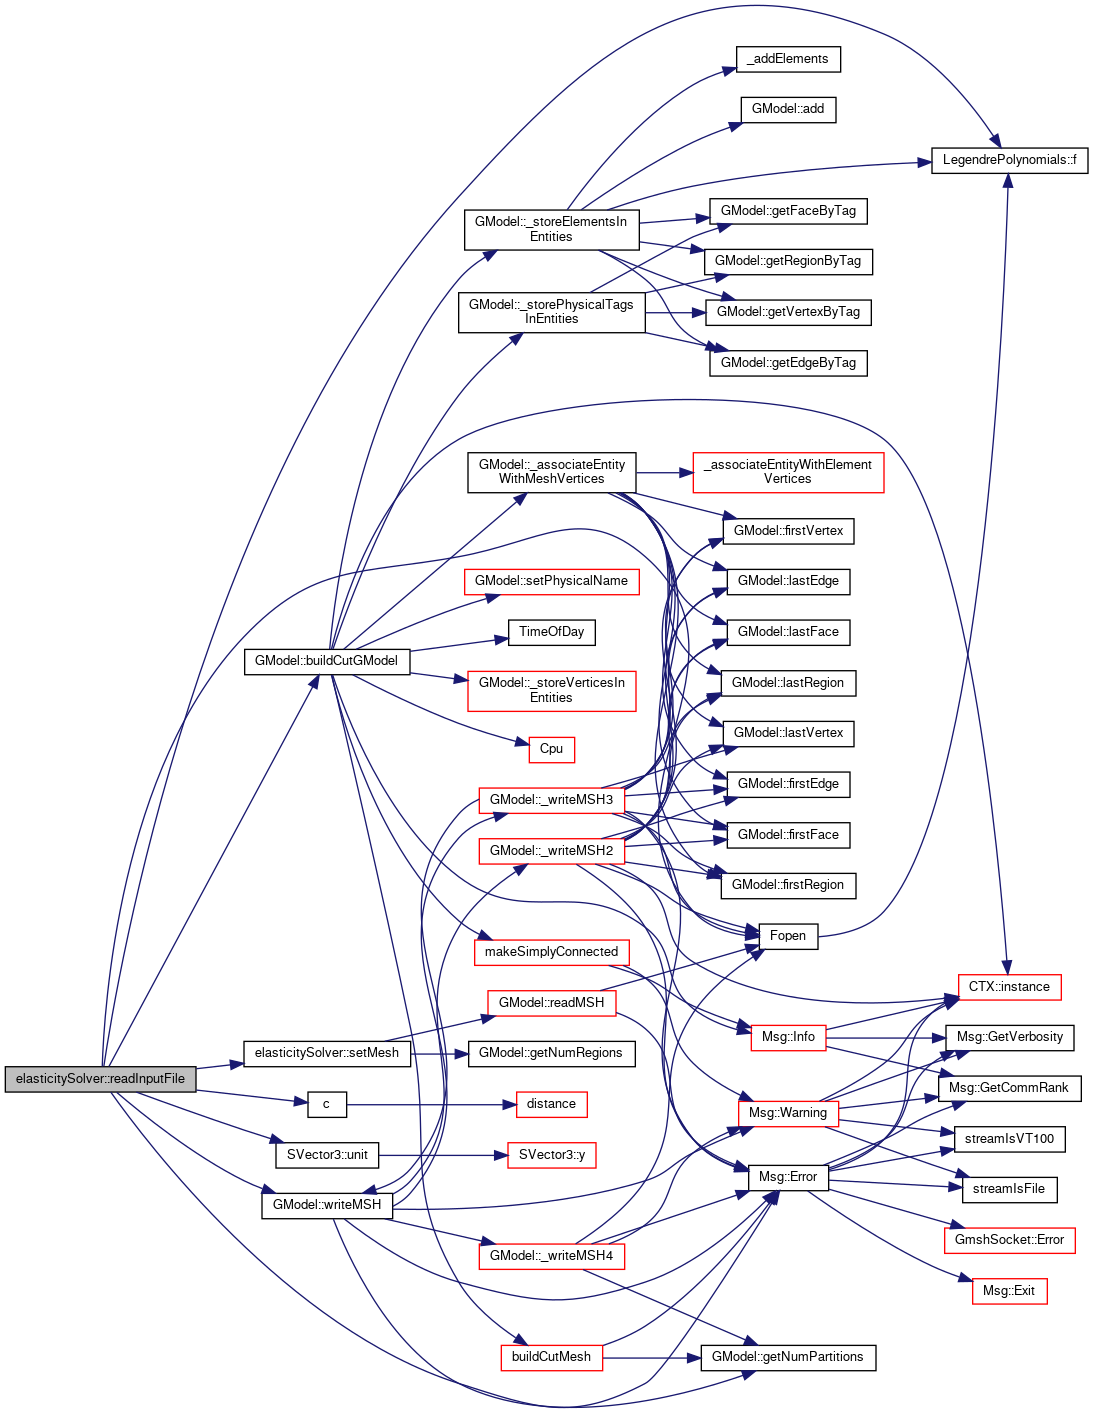 _addElements
GModel::add
LegendrePolynomials::f
GModel::_storeElementsIn
Entities
GModel::getFaceByTag
GModel::getRegionByTag
GModel::_storePhysicalTags
InEntities
GModel::getVertexByTag
GModel::getEdgeByTag
GModel::_associateEntity
WithMeshVertices
_associateEntityWithElement
Vertices
GModel::firstVertex
GModel::setPhysicalName
GModel::lastEdge
TimeOfDay
GModel::lastFace
GModel::buildCutGModel
GModel::_storeVerticesIn
Entities
GModel::lastRegion
Cpu
GModel::lastVertex
GModel::_writeMSH3
GModel::firstEdge
GModel::_writeMSH2
GModel::firstFace
GModel::firstRegion
makeSimplyConnected
Fopen
GModel::readMSH
CTX::instance
elasticitySolver::setMesh
GModel::getNumRegions
Msg::Info
Msg::GetVerbosity
elasticitySolver::readInputFile
Msg::GetCommRank
c
distance
Msg::Warning
streamIsVT100
SVector3::unit
SVector3::y
Msg::Error
streamIsFile
GModel::writeMSH
GModel::_writeMSH4
GmshSocket::Error
Msg::Exit
buildCutMesh
GModel::getNumPartitions